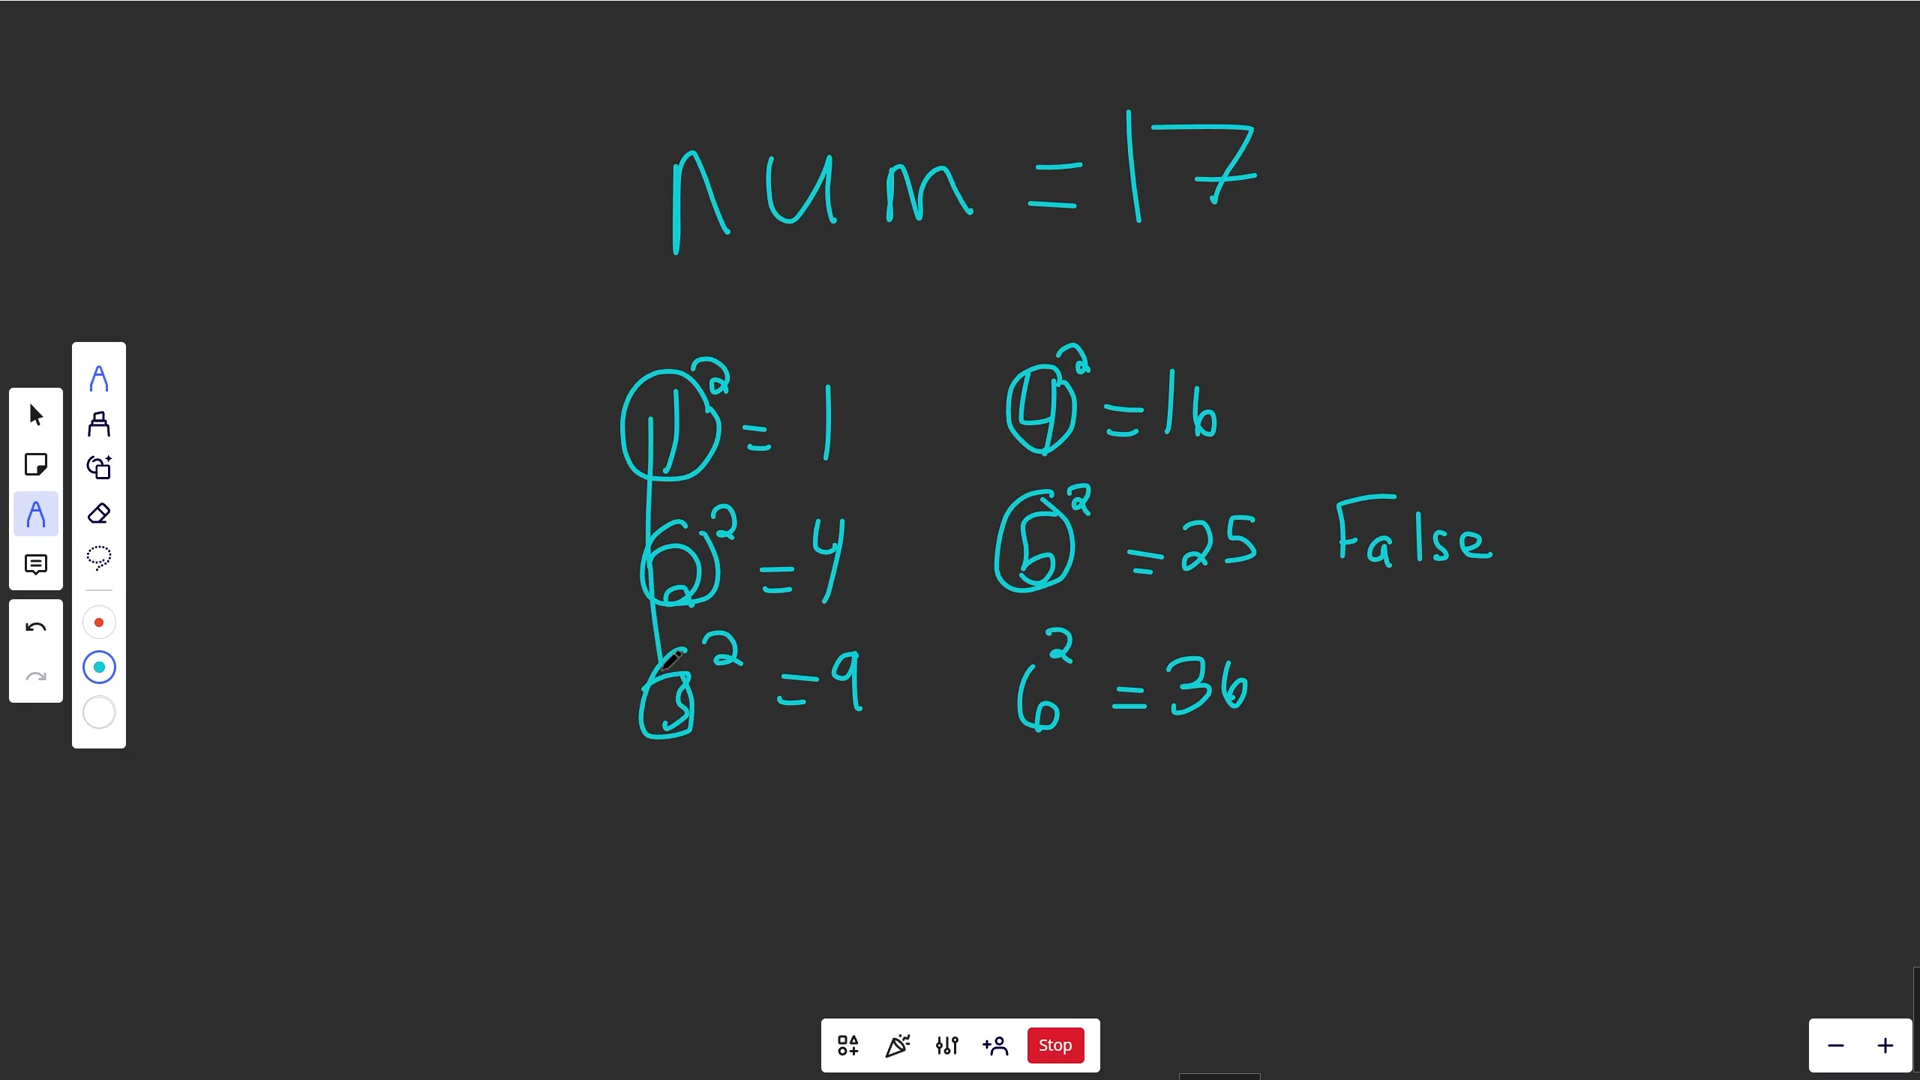 num = 17
1² = 1
2² = 4
3² = 9
4² = 16
5² = 25 False
6² = 36
Stop